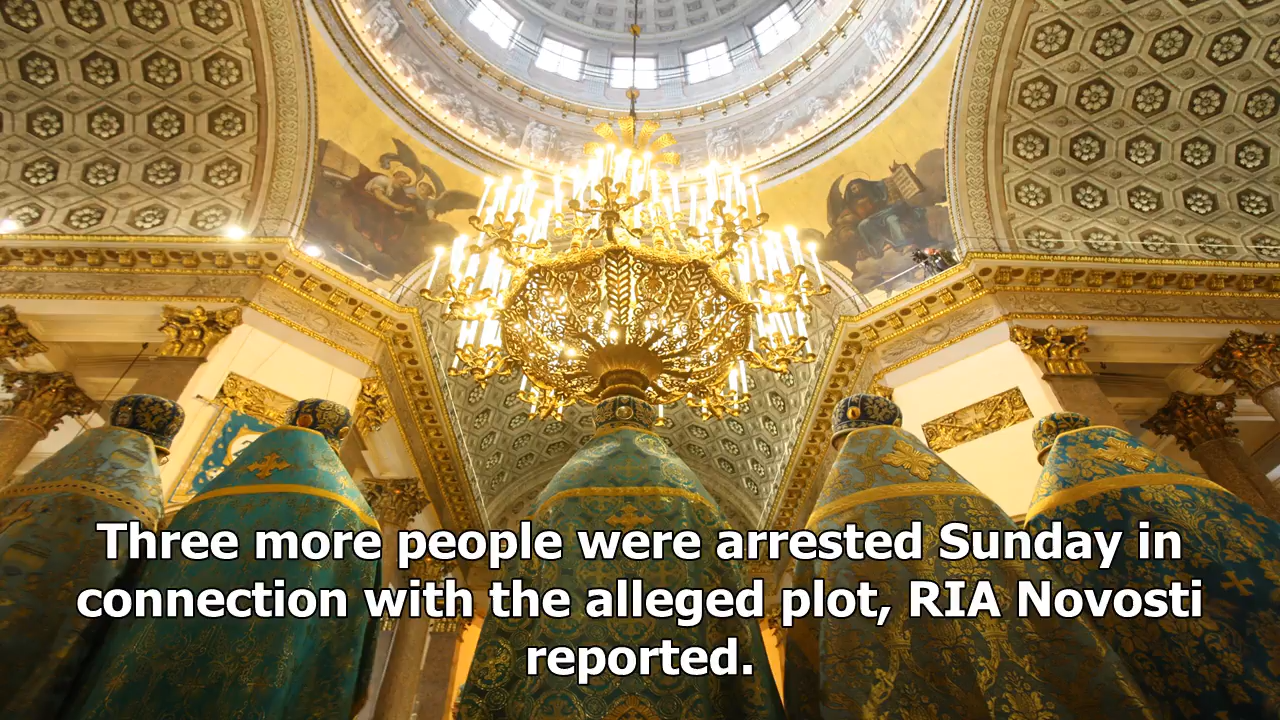 Three more people were arrested Sunday in
connection with the alleged plot, RIA Novosti
reported.